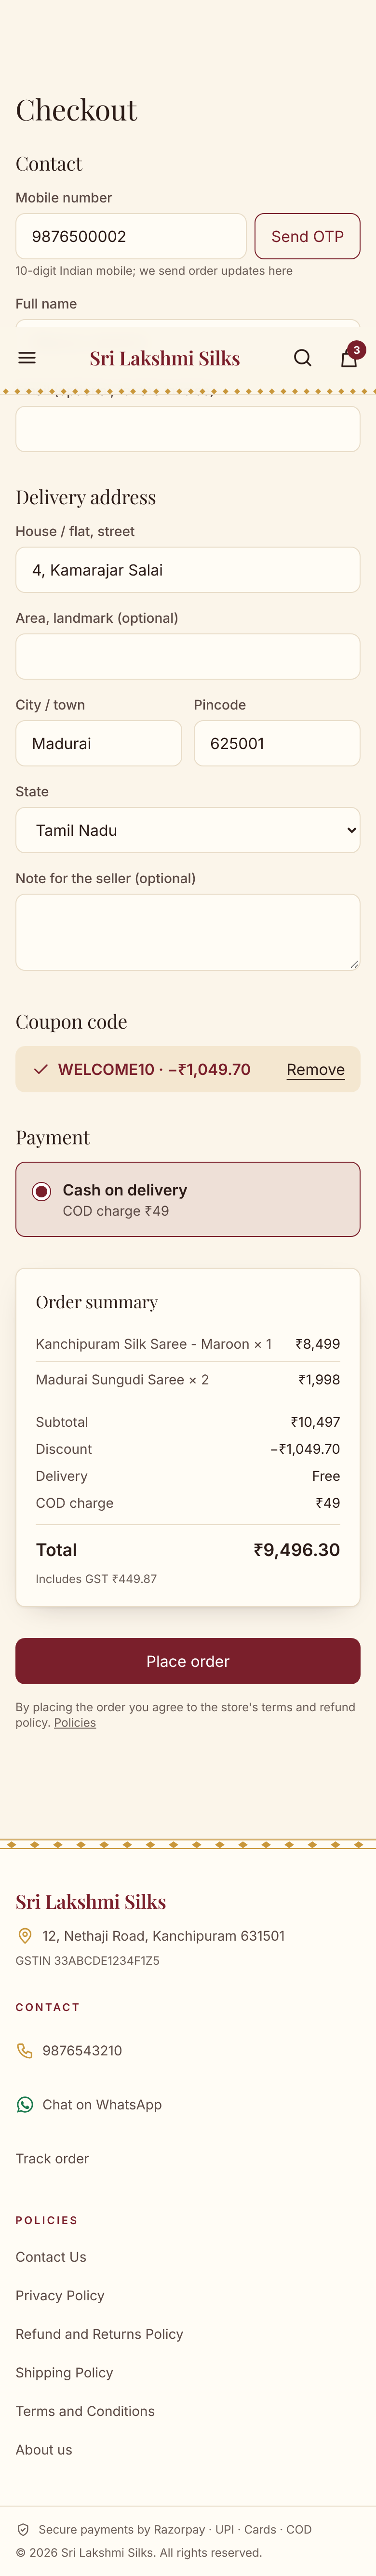 Checkout
Contact
Mobile number
9876500002
Send OTP
10-digit Indian mobile; we send order updates here
Full name
Sri Lakshmi Silks
3
Delivery address
House / flat, street
4, Kamarajar Salai
Area, landmark (optional)
City / town
Pincode
Madurai
625001
State
Tamil Nadu
Note for the seller (optional)
Coupon code
WELCOME10 · −₹1,049.70
Remove
Payment
Cash on delivery
COD charge ₹49
Order summary
Kanchipuram Silk Saree - Maroon × 1 ₹8,499
Madurai Sungudi Saree × 2 ₹1,998
Subtotal ₹10,497
Discount −₹1,049.70
Delivery Free
COD charge ₹49
Total ₹9,496.30
Includes GST ₹449.87
Place order
By placing the order you agree to the store's terms and refund
policy. Policies
Sri Lakshmi Silks
12, Nethaji Road, Kanchipuram 631501
GSTIN 33ABCDE1234F1Z5
CONTACT
9876543210
Chat on WhatsApp
Track order
POLICIES
Contact Us
Privacy Policy
Refund and Returns Policy
Shipping Policy
Terms and Conditions
About us
Secure payments by Razorpay · UPI · Cards · COD
© 2026 Sri Lakshmi Silks. All rights reserved.